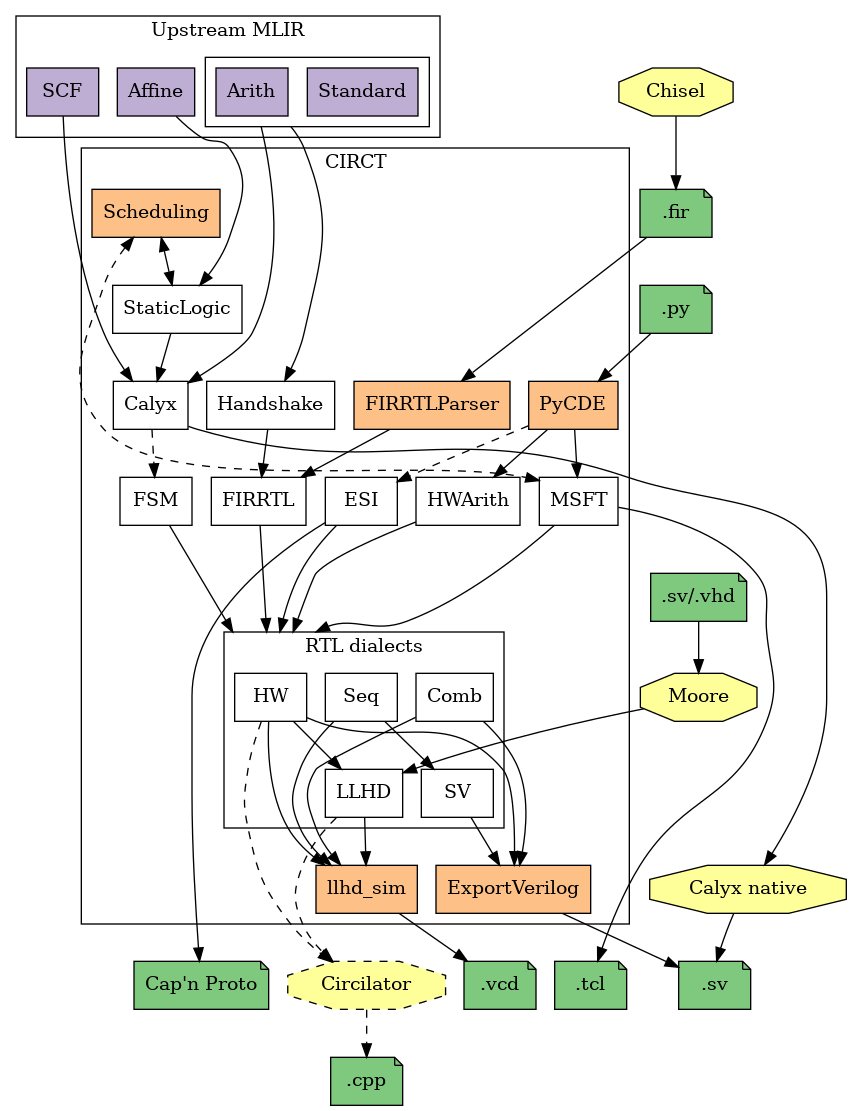 Upstream MLIR
SCF
Affine
Arith
Standard
Chisel
CIRCT
Scheduling
.fir
StaticLogic
.py
Calyx
Handshake
FIRRTLParser
PyCDE
FSM
FIRRTL
ESI
HWArith
MSFT
.sv/.vhd
RTL dialects
HW
Seq
Comb
Moore
LLHD
SV
llhd_sim
ExportVerilog
Calyx native
Cap'n Proto
Circilator
.vcd
.tcl
.sv
.cpp